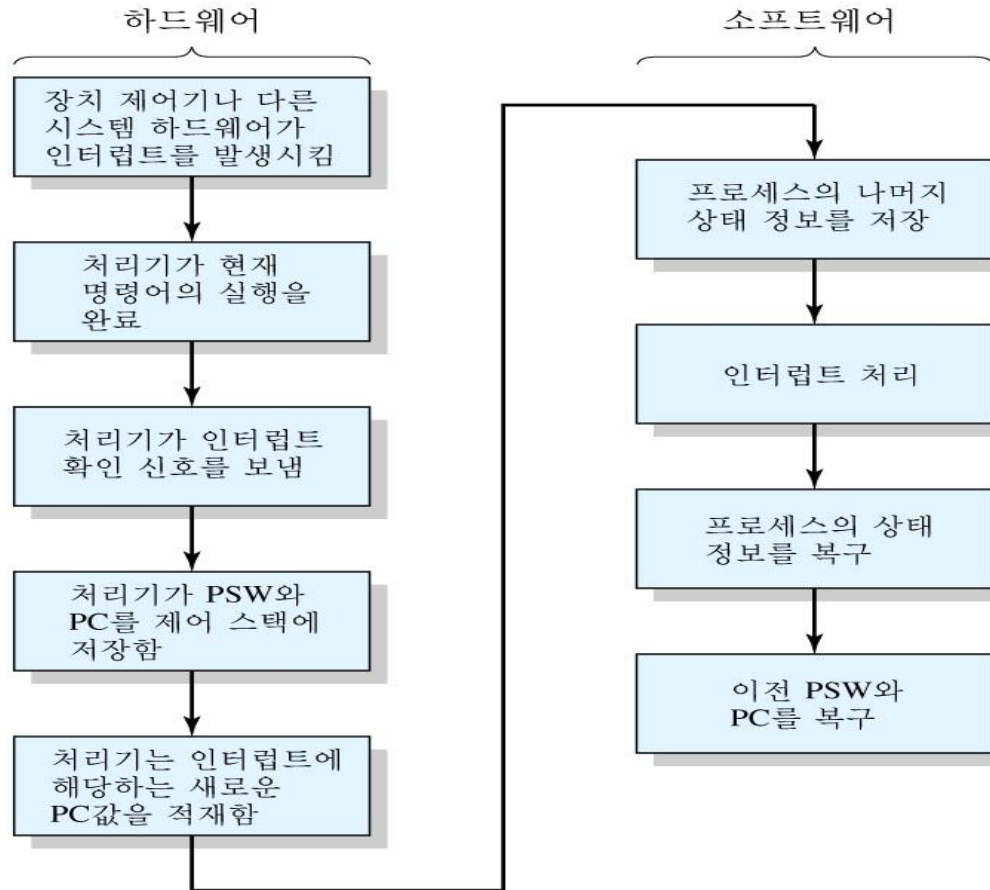 하드웨어
장치 제어기나 다른
시스템 하드웨어가
인터럽트를 발생시킴
처리기가 현재
명령어의 실행을
완료
처리기가 인터럽트
확인 신호를 보냄
처리기가 PSW와
PC를 제어 스택에
저장함
처리기는 인터럽트에
해당하는 새로운
PC값을 적재함
소프트웨어
프로세스의 나머지
상태 정보를 저장
인터럽트 처리
프로세스의 상태
정보를 복구
이전 PSW와
PC를 복구